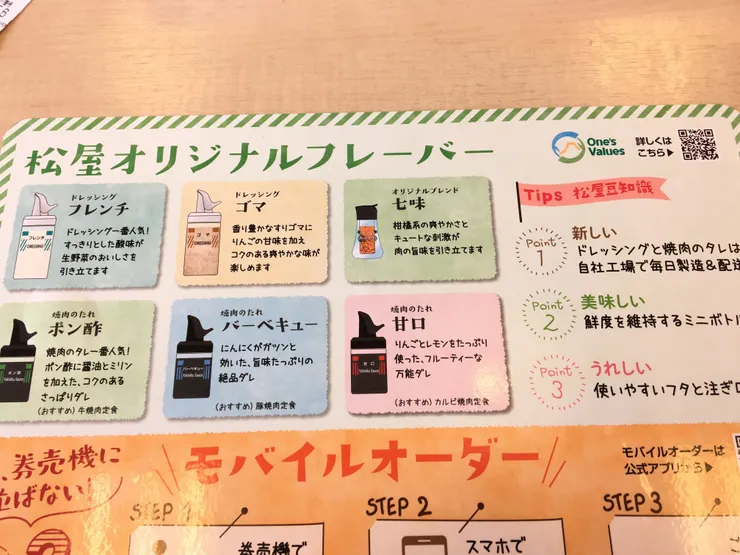 松屋オリジナルフレーバー
One's
Values
詳しくは
こちら▶
ドレッシング
フレンチ
ドレッシング一番人気!
すっきりとした酸味が
生野菜のおいしさを
引き立てます
フレンチ
DRESSING
ドレッシング
ゴマ
香り豊かなすりゴマに
りんごの甘味を加え
コクのある爽やかな味が
楽しめます
ゴマ
DRESSING
オリジナルブレンド
七味
柑橘系の爽やかさと
キュートな刺激が
肉の旨味を引き立てます
Tips 松屋豆知識
Point
1
新しい
ドレッシングと焼肉のタレは
自社工場で毎日製造&配送
Point
2
美味しい
鮮度を維持するミニボトル
Point
3
うれしい
使いやすいフタと注ぎ口
焼肉のたれ
ポン酢
焼肉のタレ一番人気!
ポン酢に醤油とミリン
を加えた、コクのある
さっぱりダレ
(おすすめ)牛焼肉定食
ポン酢
焼肉のたれ
バーベキュー
にんにくがガツンと
効いた、旨味たっぷりの
絶品ダレ
(おすすめ)豚焼肉定食
バーベキュー
焼肉のたれ
甘口
りんごとレモンをたっぷり
使った、フルーティーな
万能ダレ
(おすすめ)カルビ焼肉定食
甘口
券売機に
並ばない!
モバイルオーダー
モバイルオーダーは
公式アプリから▶
STEP 1
券売機で
STEP 2
スマホで
STEP 3